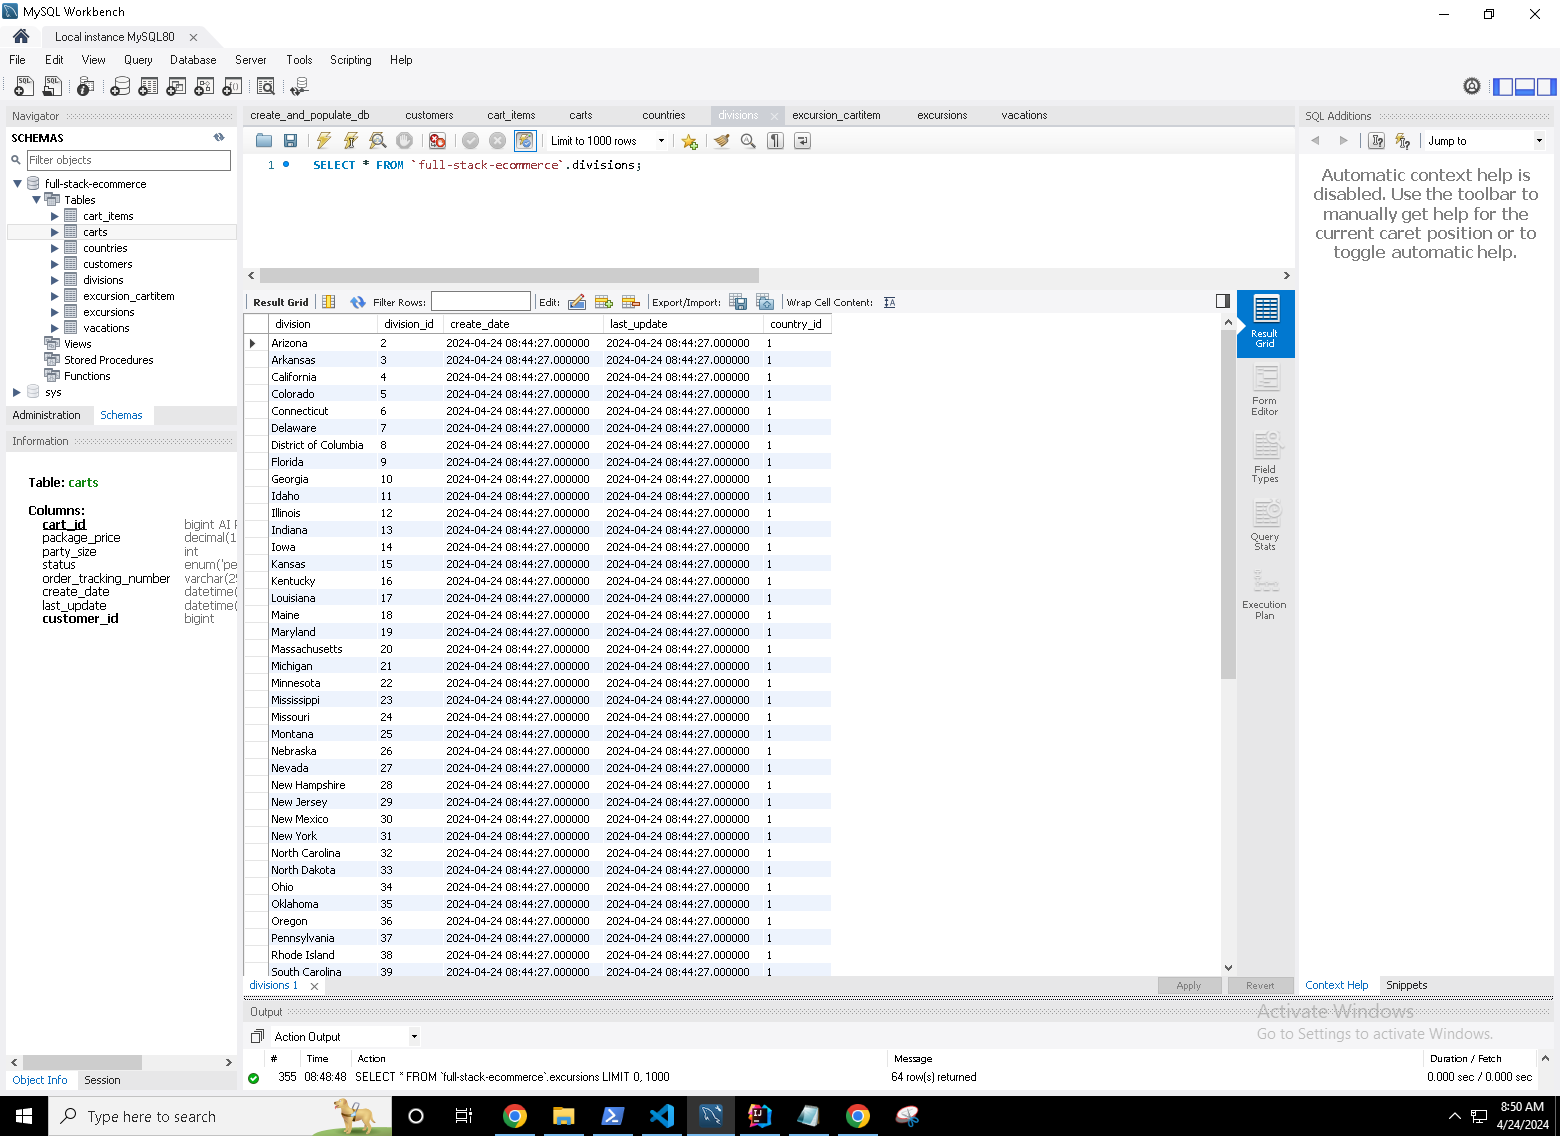 MySQL Workbench
Local instance MySQL80
File Edit View Query Database Server Tools Scripting Help
Navigator
SCHEMAS
Filter objects
full-stack-ecommerce
Tables
cart_items
carts
countries
customers
divisions
excursion_cartitem
excursions
vacations
Views
Stored Procedures
Functions
sys
Administration Schemas
Information
Table: carts
Columns:
cart_id bigint AI P
package_price decimal(1
party_size int
status enum('pe
order_tracking_number varchar(25
create_date datetime(
last_update datetime(
customer_id bigint
Object Info Session
create_and_populate_db customers cart_items carts countries divisions excursion_cartitem excursions vacations
Limit to 1000 rows
1 SELECT * FROM `full-stack-ecommerce`.divisions;
Result Grid Filter Rows: Edit: Export/Import: Wrap Cell Content:
division division_id create_date last_update country_id
Arizona 2 2024-04-24 08:44:27.000000 2024-04-24 08:44:27.000000 1
Arkansas 3 2024-04-24 08:44:27.000000 2024-04-24 08:44:27.000000 1
California 4 2024-04-24 08:44:27.000000 2024-04-24 08:44:27.000000 1
Colorado 5 2024-04-24 08:44:27.000000 2024-04-24 08:44:27.000000 1
Connecticut 6 2024-04-24 08:44:27.000000 2024-04-24 08:44:27.000000 1
Delaware 7 2024-04-24 08:44:27.000000 2024-04-24 08:44:27.000000 1
District of Columbia 8 2024-04-24 08:44:27.000000 2024-04-24 08:44:27.000000 1
Florida 9 2024-04-24 08:44:27.000000 2024-04-24 08:44:27.000000 1
Georgia 10 2024-04-24 08:44:27.000000 2024-04-24 08:44:27.000000 1
Idaho 11 2024-04-24 08:44:27.000000 2024-04-24 08:44:27.000000 1
Illinois 12 2024-04-24 08:44:27.000000 2024-04-24 08:44:27.000000 1
Indiana 13 2024-04-24 08:44:27.000000 2024-04-24 08:44:27.000000 1
Iowa 14 2024-04-24 08:44:27.000000 2024-04-24 08:44:27.000000 1
Kansas 15 2024-04-24 08:44:27.000000 2024-04-24 08:44:27.000000 1
Kentucky 16 2024-04-24 08:44:27.000000 2024-04-24 08:44:27.000000 1
Louisiana 17 2024-04-24 08:44:27.000000 2024-04-24 08:44:27.000000 1
Maine 18 2024-04-24 08:44:27.000000 2024-04-24 08:44:27.000000 1
Maryland 19 2024-04-24 08:44:27.000000 2024-04-24 08:44:27.000000 1
Massachusetts 20 2024-04-24 08:44:27.000000 2024-04-24 08:44:27.000000 1
Michigan 21 2024-04-24 08:44:27.000000 2024-04-24 08:44:27.000000 1
Minnesota 22 2024-04-24 08:44:27.000000 2024-04-24 08:44:27.000000 1
Mississippi 23 2024-04-24 08:44:27.000000 2024-04-24 08:44:27.000000 1
Missouri 24 2024-04-24 08:44:27.000000 2024-04-24 08:44:27.000000 1
Montana 25 2024-04-24 08:44:27.000000 2024-04-24 08:44:27.000000 1
Nebraska 26 2024-04-24 08:44:27.000000 2024-04-24 08:44:27.000000 1
Nevada 27 2024-04-24 08:44:27.000000 2024-04-24 08:44:27.000000 1
New Hampshire 28 2024-04-24 08:44:27.000000 2024-04-24 08:44:27.000000 1
New Jersey 29 2024-04-24 08:44:27.000000 2024-04-24 08:44:27.000000 1
New Mexico 30 2024-04-24 08:44:27.000000 2024-04-24 08:44:27.000000 1
New York 31 2024-04-24 08:44:27.000000 2024-04-24 08:44:27.000000 1
North Carolina 32 2024-04-24 08:44:27.000000 2024-04-24 08:44:27.000000 1
North Dakota 33 2024-04-24 08:44:27.000000 2024-04-24 08:44:27.000000 1
Ohio 34 2024-04-24 08:44:27.000000 2024-04-24 08:44:27.000000 1
Oklahoma 35 2024-04-24 08:44:27.000000 2024-04-24 08:44:27.000000 1
Oregon 36 2024-04-24 08:44:27.000000 2024-04-24 08:44:27.000000 1
Pennsylvania 37 2024-04-24 08:44:27.000000 2024-04-24 08:44:27.000000 1
Rhode Island 38 2024-04-24 08:44:27.000000 2024-04-24 08:44:27.000000 1
South Carolina 39 2024-04-24 08:44:27.000000 2024-04-24 08:44:27.000000 1
Result
Grid
Form
Editor
Field
Types
Query
Stats
Execution
Plan
divisions 1 Apply Revert
SQL Additions
Jump to
Automatic context help is
disabled. Use the toolbar to
manually get help for the
current caret position or to
toggle automatic help.
Context Help Snippets
Output
Action Output
# Time Action Message Duration / Fetch
355 08:48:48 SELECT * FROM `full-stack-ecommerce`.excursions LIMIT 0, 1000 64 row(s) returned 0.000 sec / 0.000 sec
Activate Windows
Go to Settings to activate Windows.
Type here to search
8:50 AM
4/24/2024